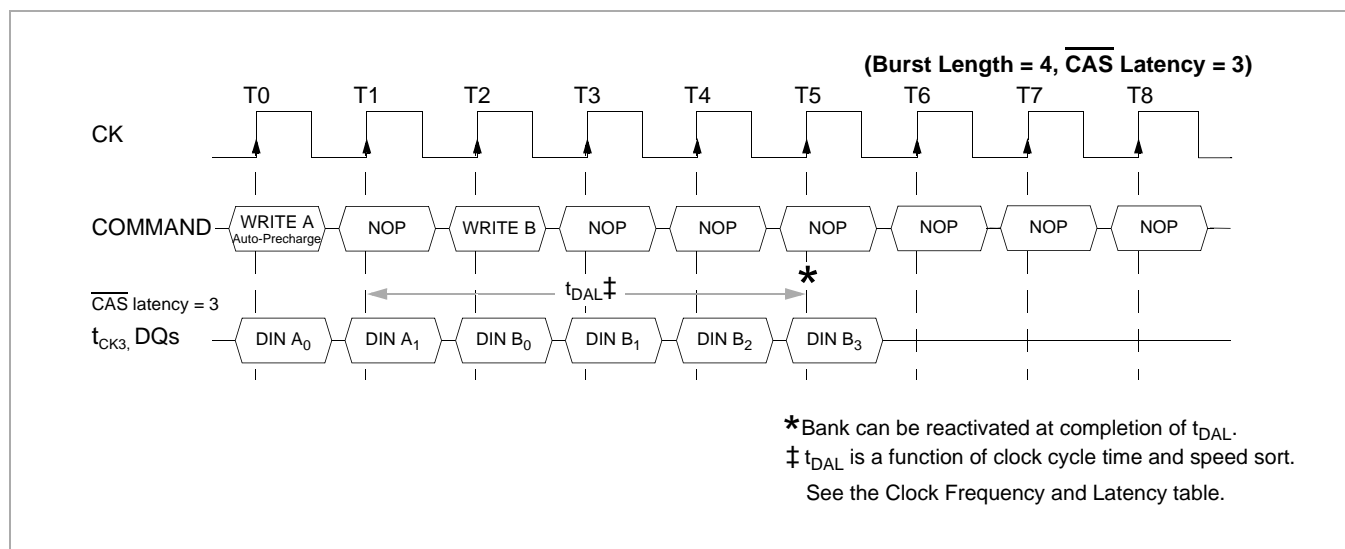 (Burst Length = 4, CAS Latency = 3)
T0 T1 T2 T3 T4 T5 T6 T7 T8
CK
COMMAND WRITE A Auto-Precharge NOP WRITE B NOP NOP NOP NOP NOP NOP
tDAL‡ *
CAS latency = 3
tCK3, DQs DIN A0 DIN A1 DIN B0 DIN B1 DIN B2 DIN B3
*Bank can be reactivated at completion of tDAL.
‡ tDAL is a function of clock cycle time and speed sort.
See the Clock Frequency and Latency table.